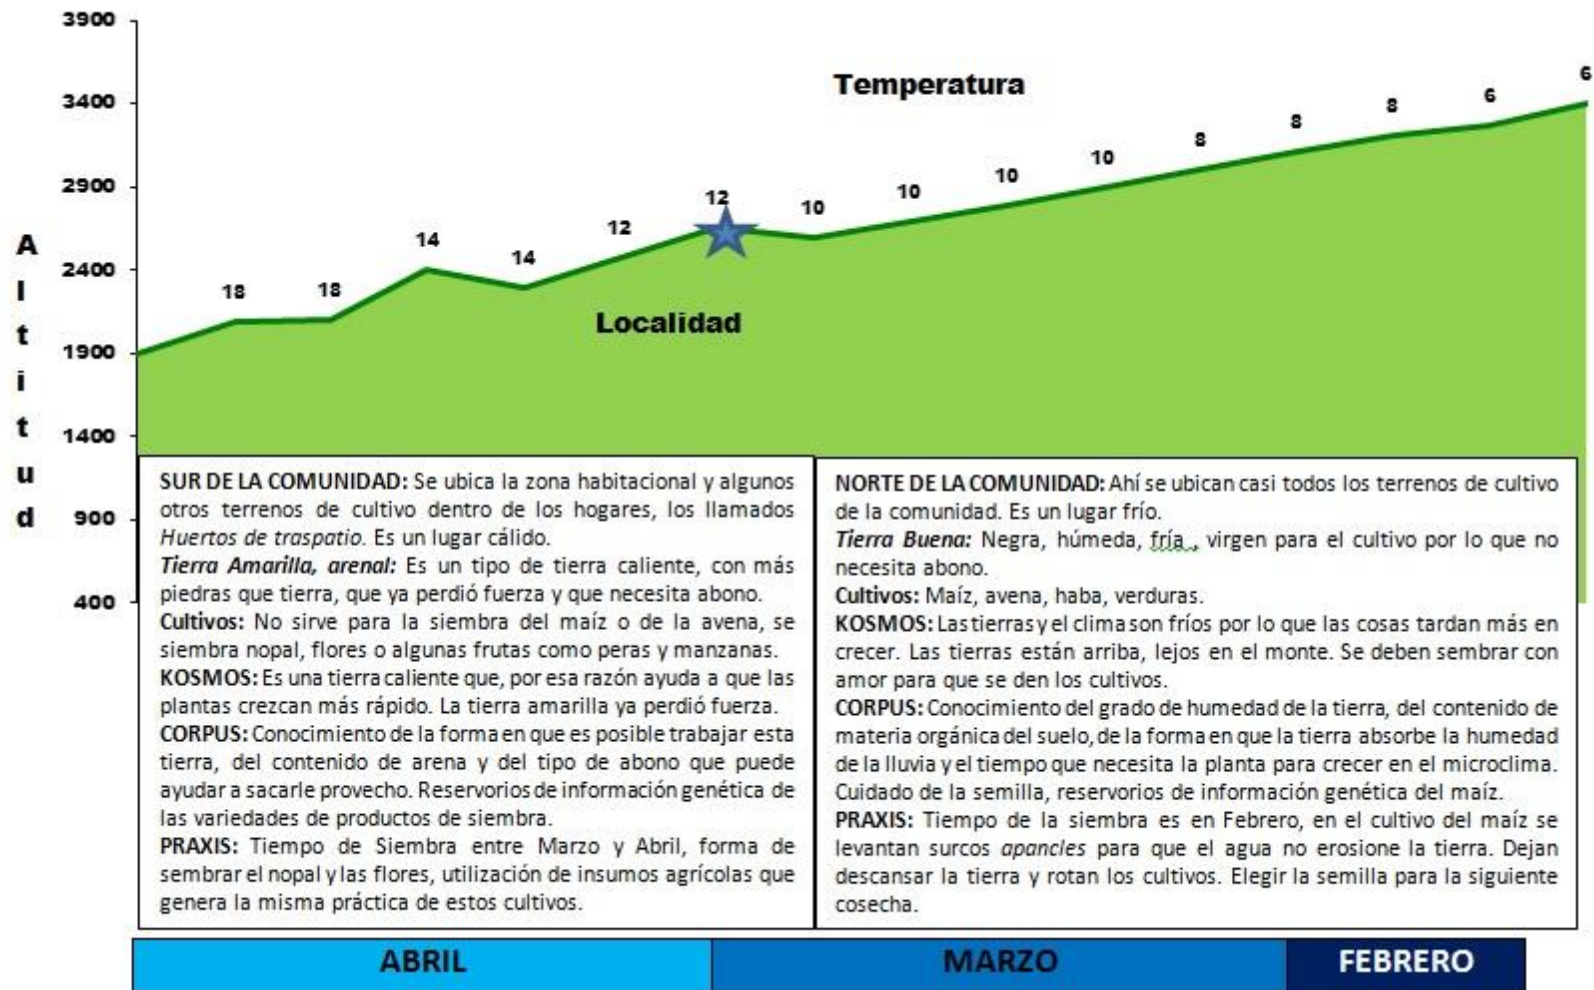 3900
3400
2900
2400
1900
1400
900
400
A
l
t
i
t
u
d
Temperatura
18
18
14
14
12
12
10
10
10
10
8
8
8
6
6
Localidad
SUR DE LA COMUNIDAD: Se ubica la zona habitacional y algunos
otros terrenos de cultivo dentro de los hogares, los llamados
Huertos de traspatio. Es un lugar cálido.
Tierra Amarilla, arenal: Es un tipo de tierra caliente, con más
piedras que tierra, que ya perdió fuerza y que necesita abono.
Cultivos: No sirve para la siembra del maíz o de la avena, se
siembra nopal, flores o algunas frutas como peras y manzanas.
KOSMOS: Es una tierra caliente que, por esa razón ayuda a que las
plantas crezcan más rápido. La tierra amarilla ya perdió fuerza.
CORPUS: Conocimiento de la forma en que es posible trabajar esta
tierra, del contenido de arena y del tipo de abono que puede
ayudar a sacarle provecho. Reservorios de información genética de
las variedades de productos de siembra.
PRAXIS: Tiempo de Siembra entre Marzo y Abril, forma de
sembrar el nopal y las flores, utilización de insumos agrícolas que
genera la misma práctica de estos cultivos.
NORTE DE LA COMUNIDAD: Ahí se ubican casi todos los terrenos de cultivo
de la comunidad. Es un lugar frío.
Tierra Buena: Negra, húmeda, fría , virgen para el cultivo por lo que no
necesita abono.
Cultivos: Maíz, avena, haba, verduras.
KOSMOS: Las tierras y el clima son fríos por lo que las cosas tardan más en
crecer. Las tierras están arriba, lejos en el monte. Se deben sembrar con
amor para que se den los cultivos.
CORPUS: Conocimiento del grado de humedad de la tierra, del contenido de
materia orgánica del suelo, de la forma en que la tierra absorbe la humedad
de la lluvia y el tiempo que necesita la planta para crecer en el microclima.
Cuidado de la semilla, reservorios de información genética del maíz.
PRAXIS: Tiempo de la siembra es en Febrero, en el cultivo del maíz se
levantan surcos apancles para que el agua no erosione la tierra. Dejan
descansar la tierra y rotan los cultivos. Elegir la semilla para la siguiente
cosecha.
ABRIL
MARZO
FEBRERO